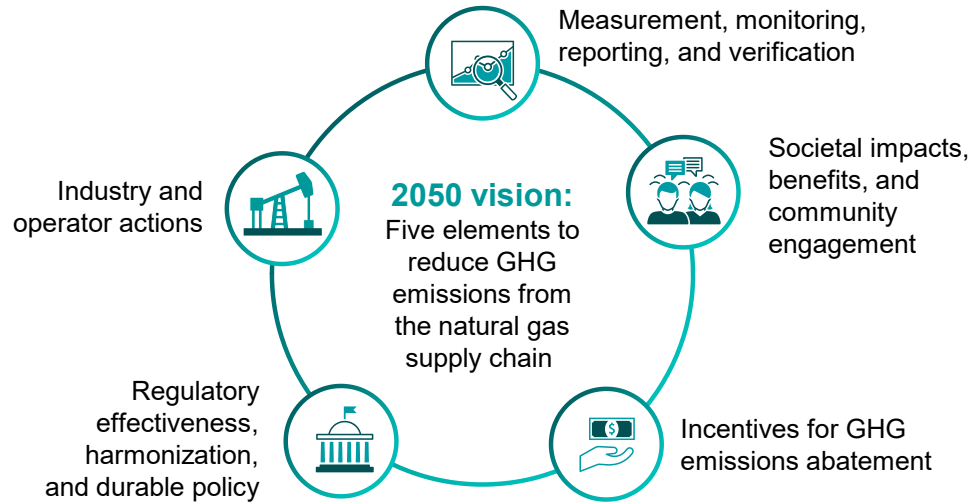 Measurement, monitoring,
reporting, and verification
Societal impacts,
benefits, and
community
engagement
Industry and
operator actions
2050 vision:
Five elements to
reduce GHG
emissions from
the natural gas
supply chain
Regulatory
effectiveness,
harmonization,
and durable policy
$
Incentives for GHG
emissions abatement